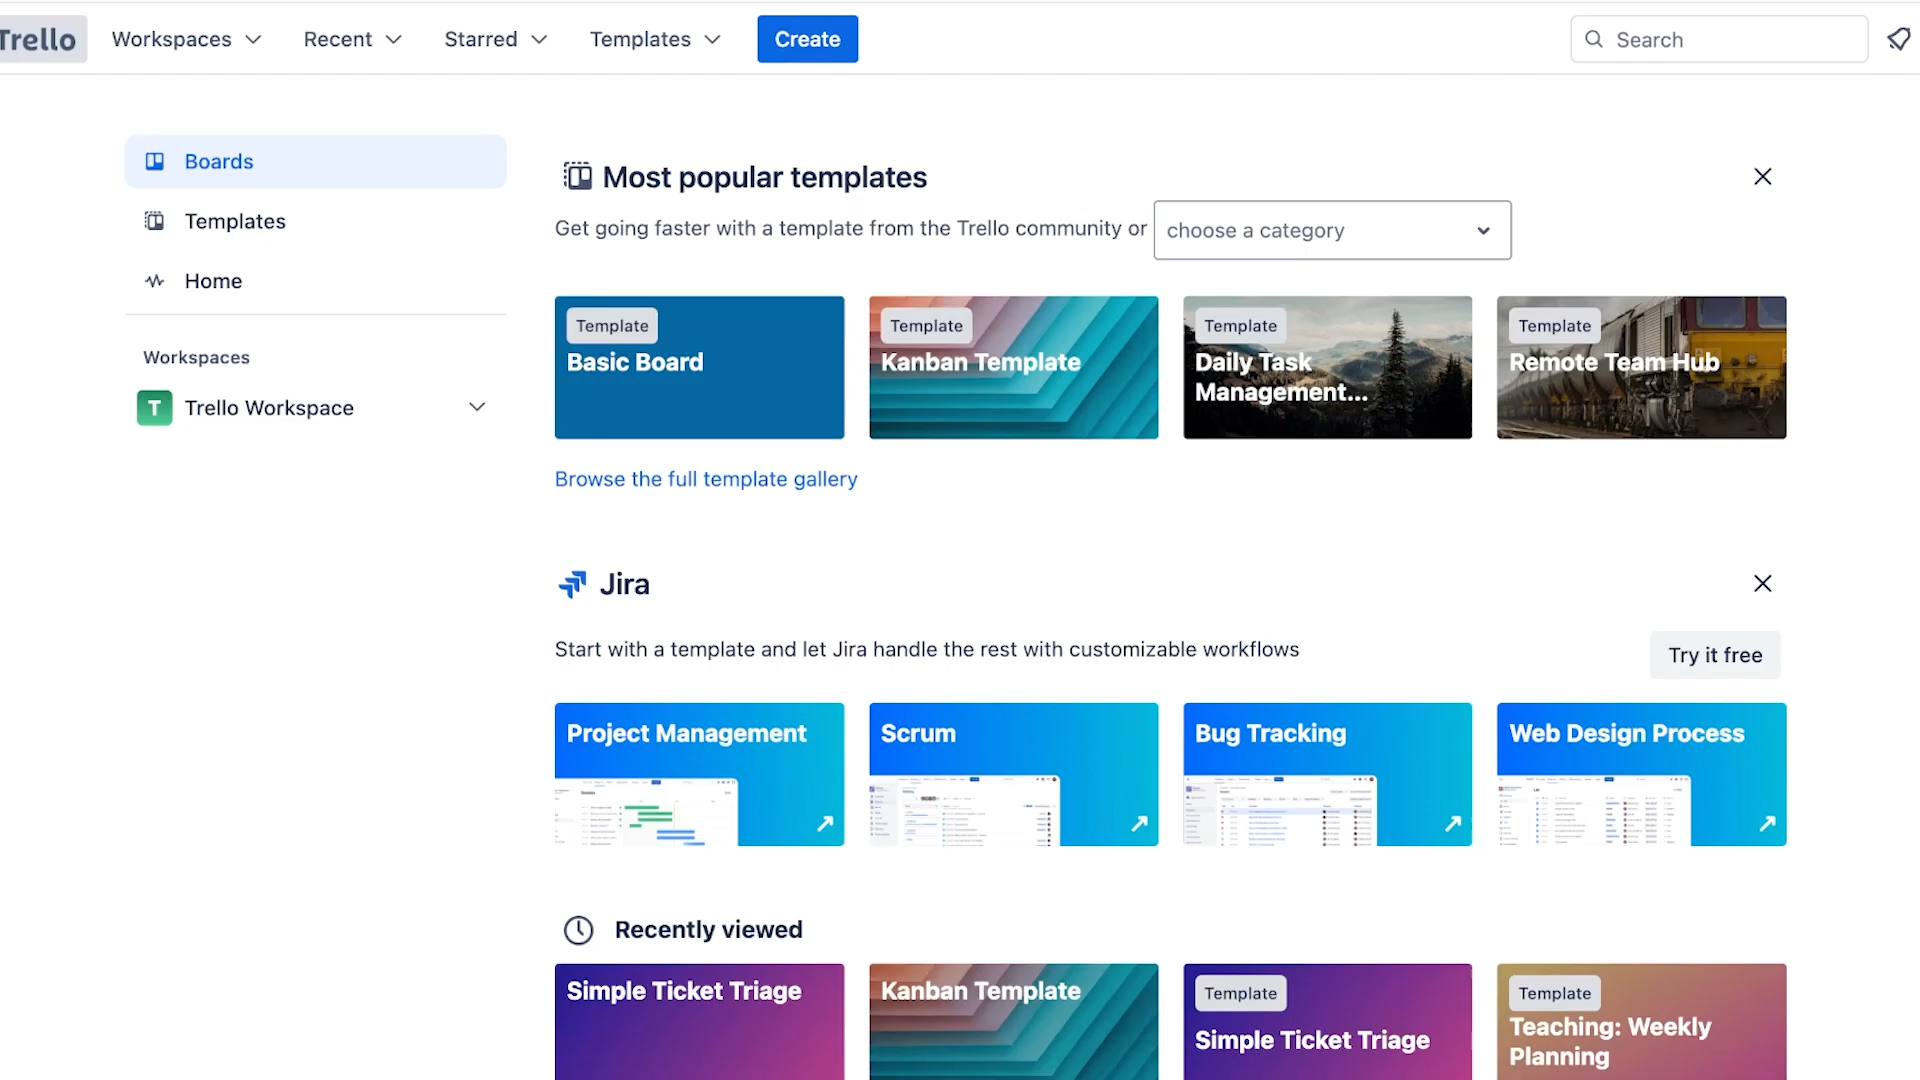 Trello
Workspaces
Recent
Starred
Templates
Create
Search
Boards
Templates
Home
Workspaces
T
Trello Workspace
Most popular templates
Get going faster with a template from the Trello community or
choose a category
Template
Basic Board
Template
Kanban Template
Template
Daily Task
Management...
Template
Remote Team Hub
Browse the full template gallery
Jira
Start with a template and let Jira handle the rest with customizable workflows
Try it free
Project Management
Scrum
Bug Tracking
Web Design Process
Recently viewed
Simple Ticket Triage
Kanban Template
Template
Simple Ticket Triage
Template
Teaching: Weekly
Planning